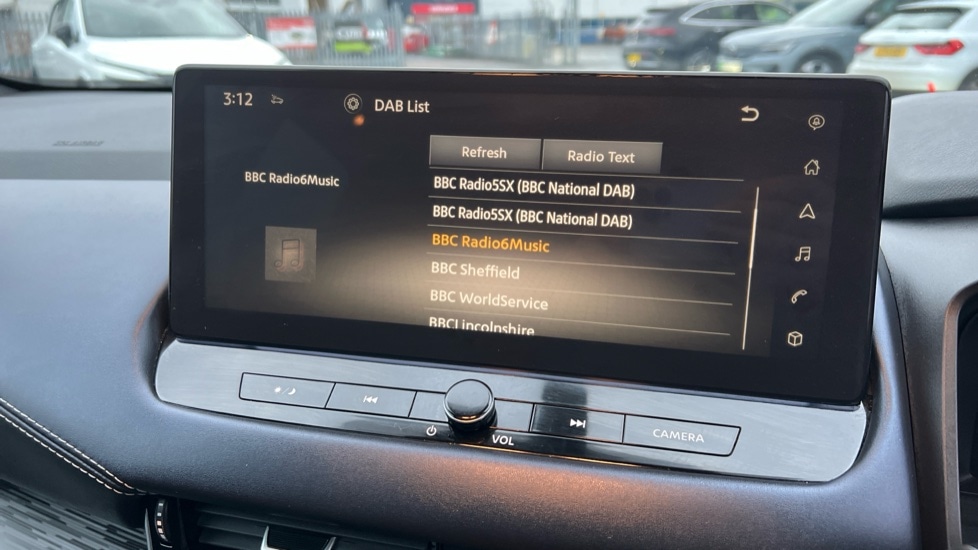 3:12
DAB List
Refresh
Radio Text
BBC Radio6Music
BBC Radio5SX (BBC National DAB)
BBC Radio5SX (BBC National DAB)
BBC Radio6Music
BBC Sheffield
BBC WorldService
BBCLincolnshire
VOL
CAMERA